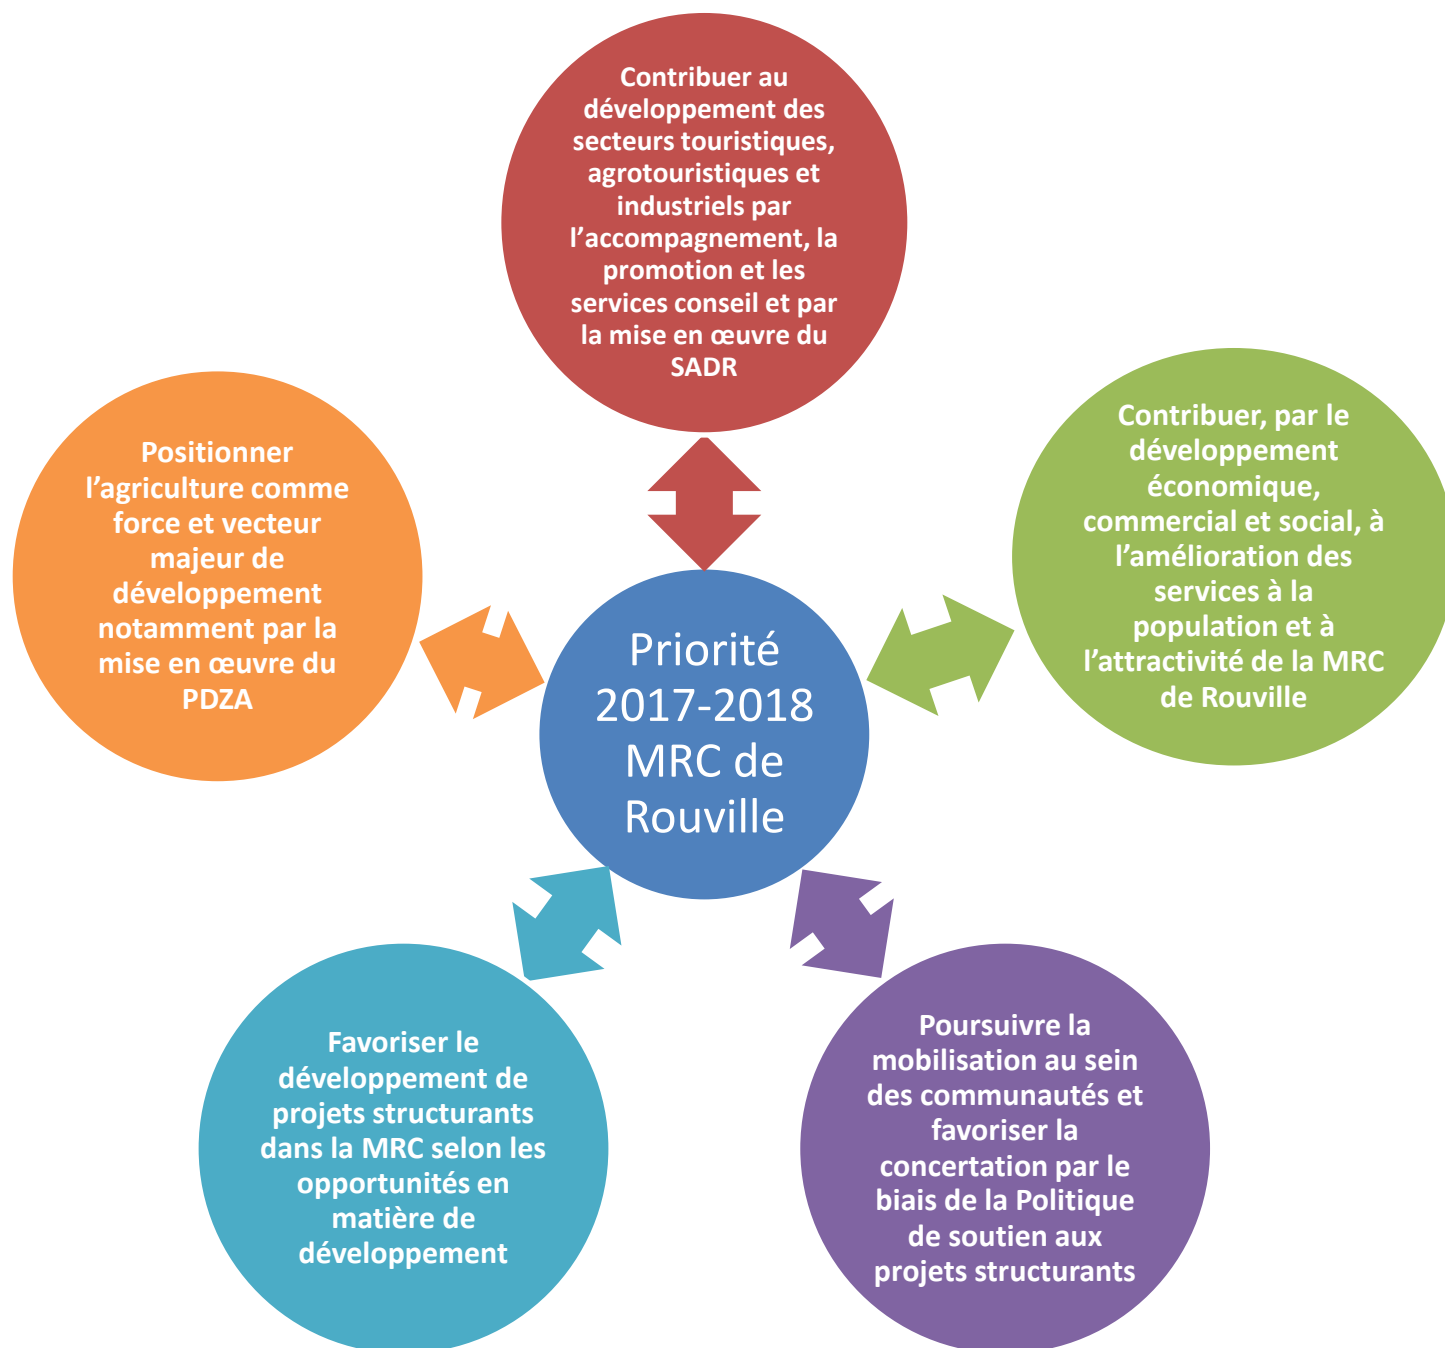 Contribuer au
développement des
secteurs touristiques,
agrotouristiques et
industriels par
l’accompagnement, la
promotion et les
services conseil et par
la mise en œuvre du
SADR
Contribuer, par le
développement
économique,
commercial et social, à
l’amélioration des
services à la
population et à
l’attractivité de la MRC
de Rouville
Poursuivre la
mobilisation au sein
des communautés et
favoriser la
concertation par le
biais de la Politique
de soutien aux
projets structurants
Favoriser le
développement de
projets structurants
dans la MRC selon les
opportunités en
matière de
développement
Positionner
l’agriculture comme
force et vecteur
majeur de
développement
notamment par la
mise en œuvre du
PDZA
Priorité
2017-2018
MRC de
Rouville